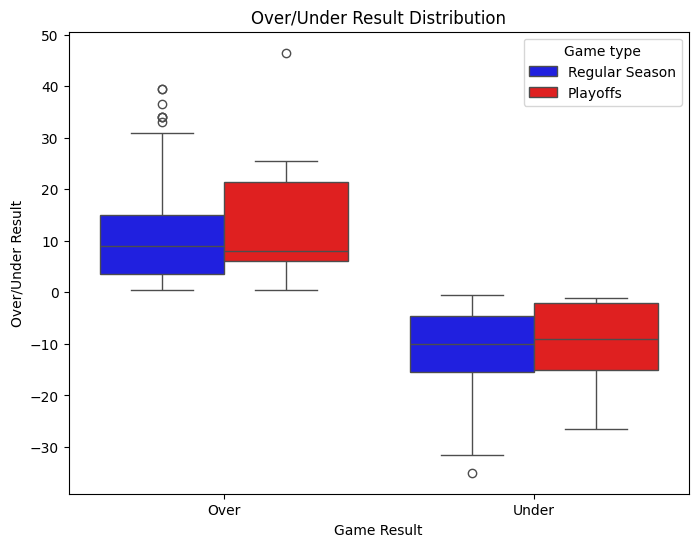 Over/Under Result Distribution
Game type
Regular Season
Playoffs
Over/Under Result
50
40
30
20
10
0
−10
−20
−30
Over
Under
Game Result